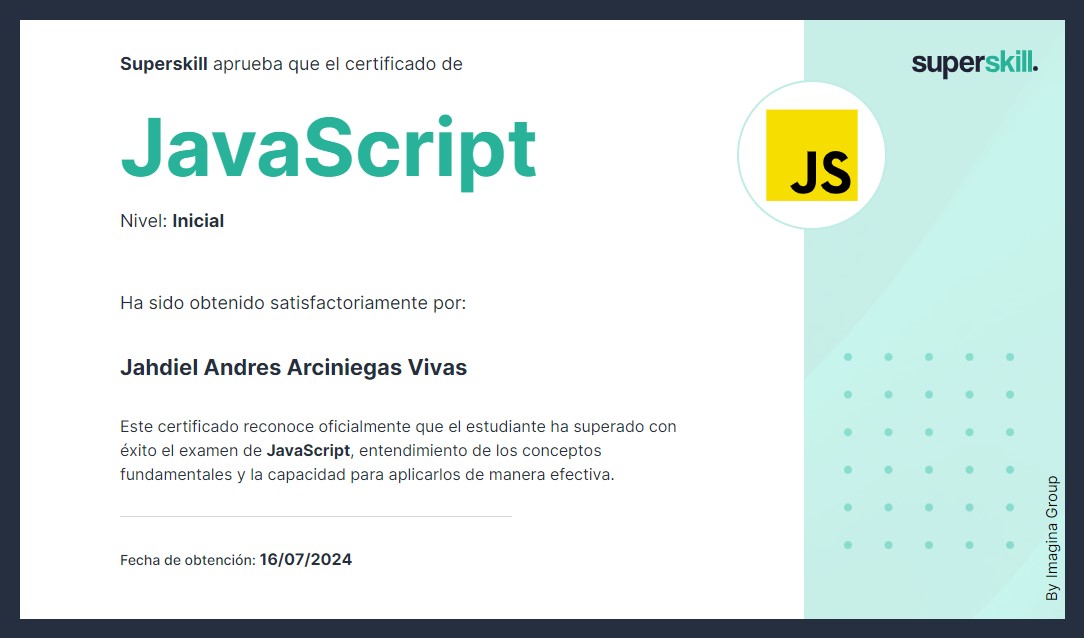 Superskill aprueba que el certificado de
superskill.
JavaScript
JS
Nivel: Inicial
Ha sido obtenido satisfactoriamente por:
Jahdiel Andres Arciniegas Vivas
Este certificado reconoce oficialmente que el estudiante ha superado con
éxito el examen de JavaScript, entendimiento de los conceptos
fundamentales y la capacidad para aplicarlos de manera efectiva.
Fecha de obtención: 16/07/2024
By Imagina Group